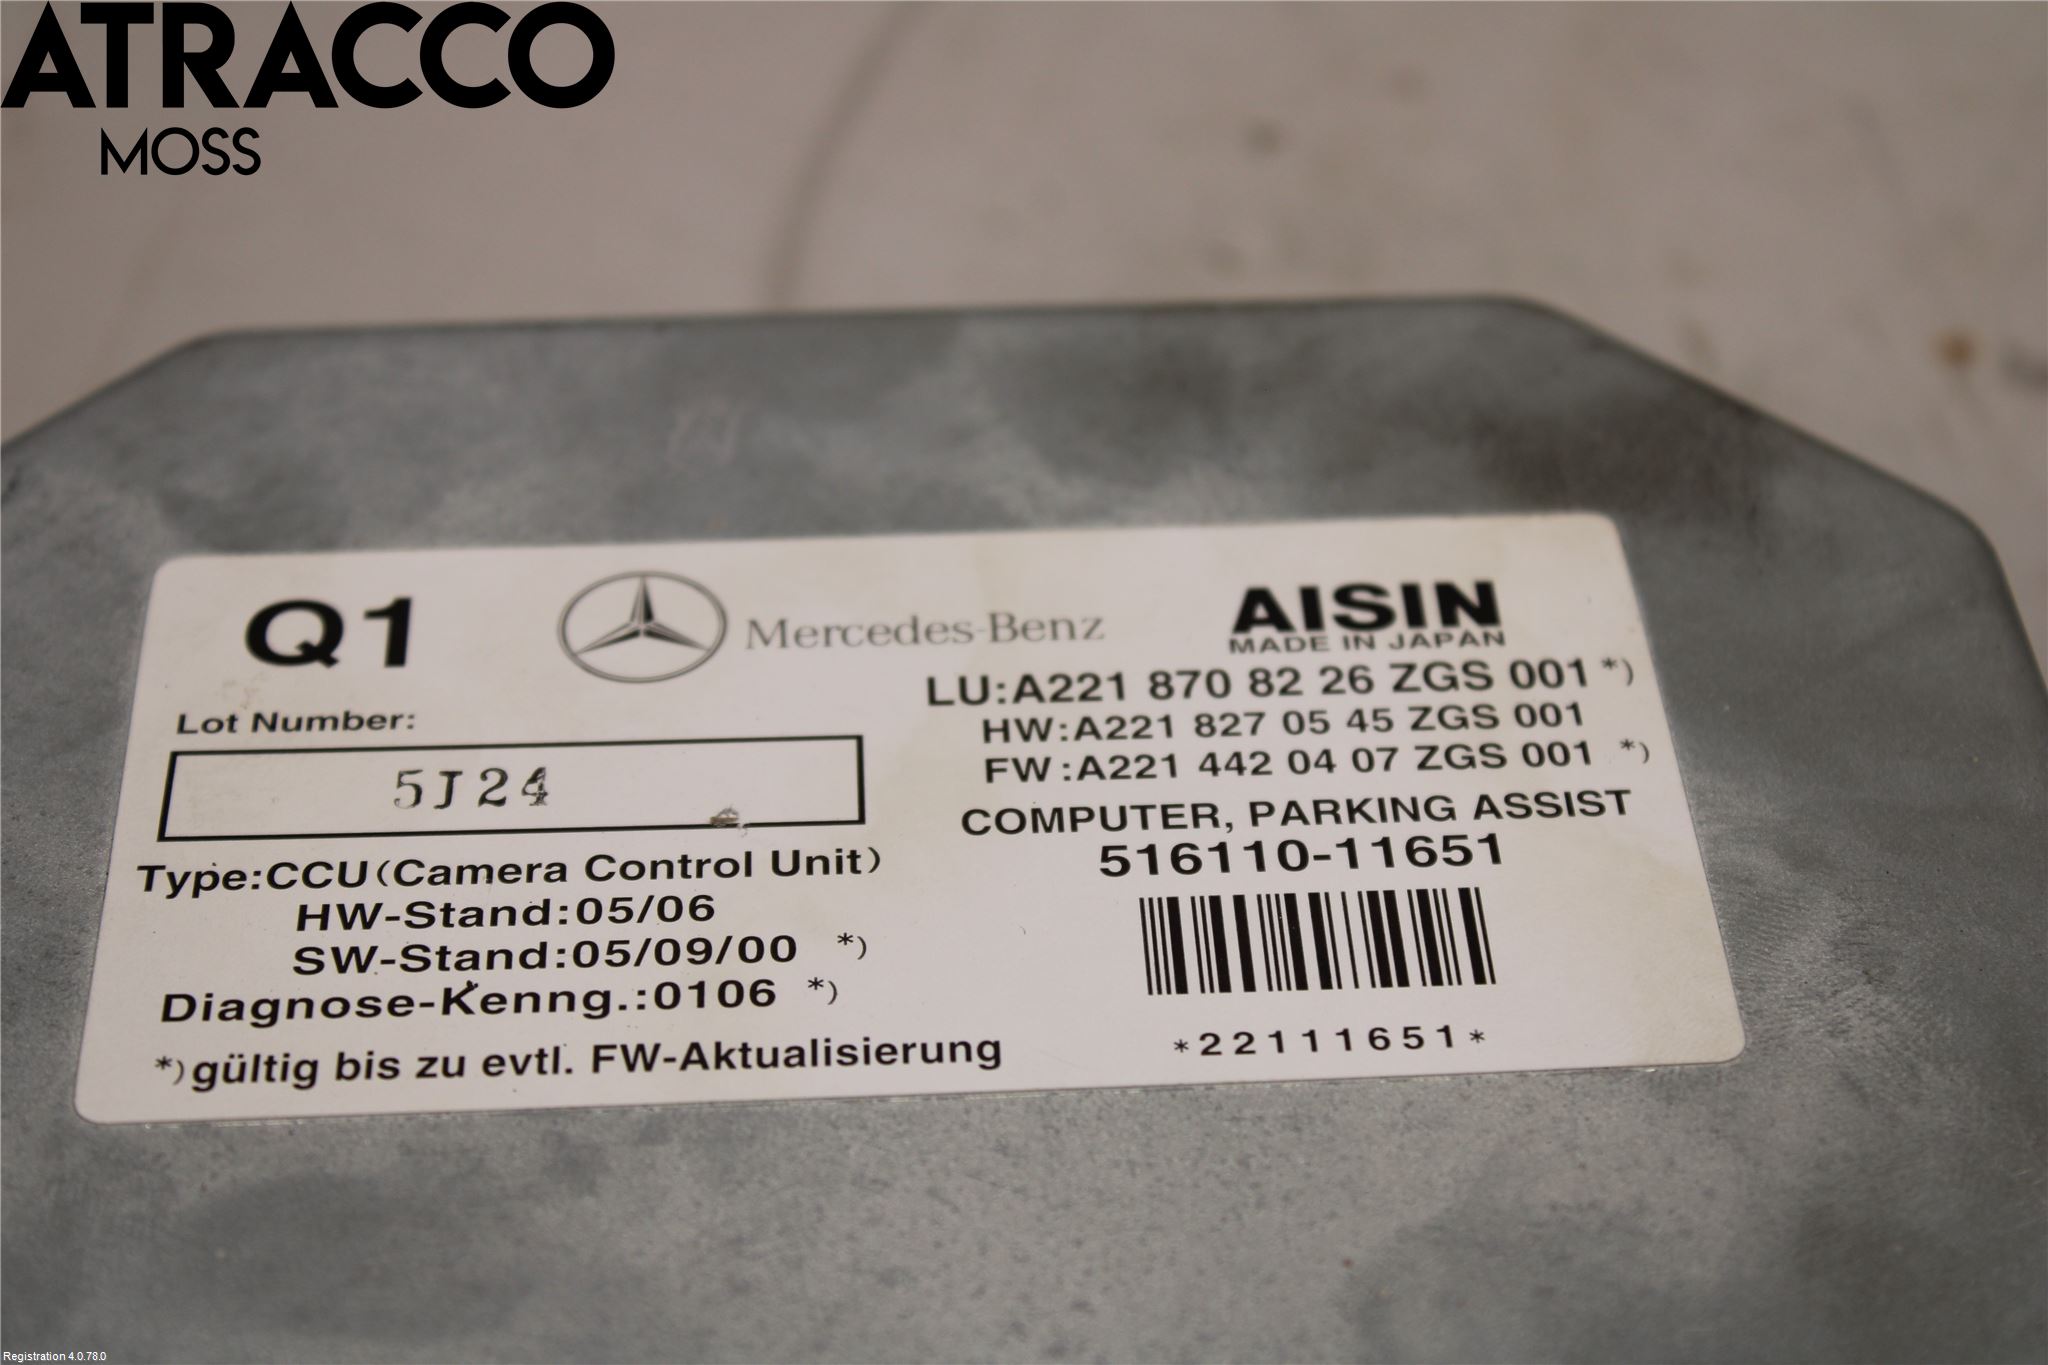 ATRACCO
MOSS
Q1
Mercedes-Benz
AISIN
MADE IN JAPAN
LU:A221 870 82 26 ZGS 001 *)
HW:A221 827 05 45 ZGS 001
FW:A221 442 04 07 ZGS 001 *)
COMPUTER, PARKING ASSIST
516110-11651
*22111651*
Lot Number:
5J24
Type:CCU(Camera Control Unit)
HW-Stand:05/06
SW-Stand:05/09/00 *)
Diagnose-Kenng.:0106 *)
*)gültig bis zu evtl. FW-Aktualisierung
Registration 4.0.78.0